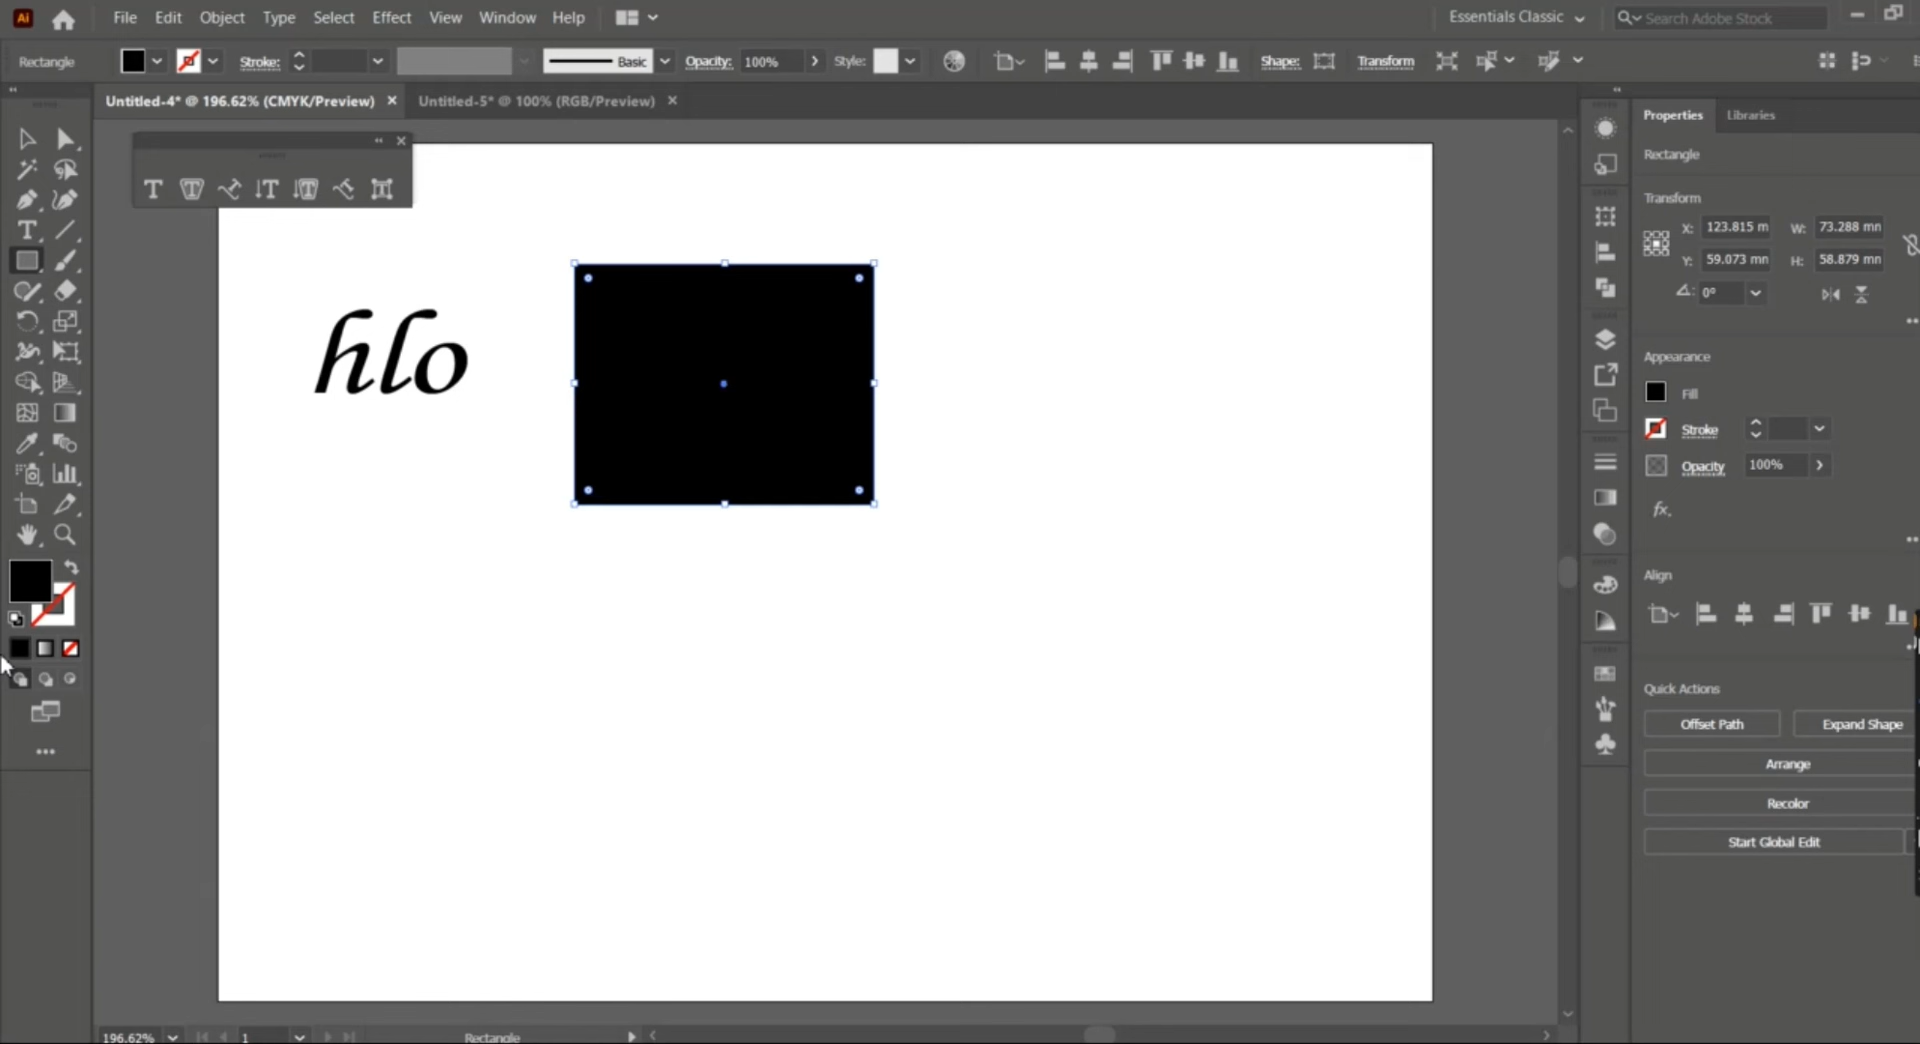 Ai File Edit Object Type Select Effect View Window Help Essentials Classic Search Adobe Stock
Rectangle Stroke: Basic Opacity: 100% Style: Shape: Transform
Untitled-4* @ 196.62% (CMYK/Preview) × Untitled-5* @ 100% (RGB/Preview) ×
Properties Libraries
Rectangle
Transform
X: 123.815 m W: 73.288 mn
Y: 59.073 mn H: 58.879 mn
0°
hlo
Appearance
Fill
Stroke
Opacity 100%
fx.
Align
Quick Actions
Offset Path Expand Shape
Arrange
Recolor
Start Global Edit
196.62% 1 Rectangle